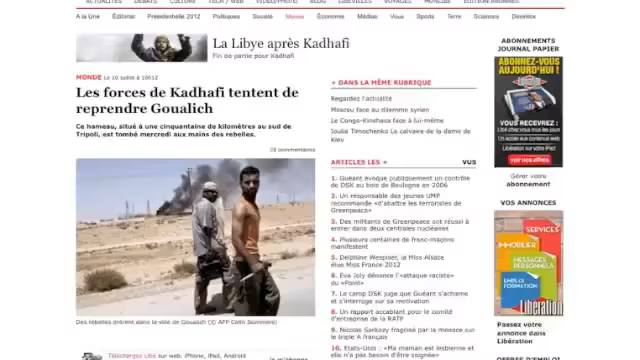 ACTUALITÉS DÉBATS CULTURE TECH / WEB VIDÉO/PHOTO BLOG LIBEVILLES VOYAGES
A la Une Éditorial Présidentielle 2012 Politiques Société Monde Économie Médias Vous Sports Terre Sciences Désintox
La Libye après Kadhafi
Fin de partie pour Kadhafi
MONDE Le 13 juillet à
Les forces de Kadhafi tentent de
reprendre Goualich
Ce hameau, situé à une cinquantaine de kilomètres au sud de
Tripoli, est tombé mercredi aux mains des rebelles.
commentaires
Des rebelles entrent dans la ville de Goualich (© AFP Colin Summers)
Téléchargez Libé sur web, iPhone, iPad, Android
+ DANS LA MÊME RUBRIQUE
Regardez l'actualité
Moscou face au dilemme syrien
Le Congo-Kinshasa face à lui-même
Ioulia Timochenko La calvaire de la dame de
Kiev
ARTICLES LES + VUS
1. Guéant évoque publiquement un contrôle
de DSK au bois de Boulogne en 2006
2. Un responsable des jeunes UMP
recommande «d'abattre les terroristes de
Greenpeace»
3. Des militants de Greenpeace ont réussi à
entrer dans deux centrales nucléaires
4. Plusieurs centaines de franc-maçons
manifestent
5. Delphine Wespiser, la Miss Alsace
élue Miss France 2012
6. Eva Joly dénonce l'«attaque raciste»
du «Point»
7. Le camp DSK juge que Guéant s'acharne
et s'interroge sur sa motivation
8. Un rapport accablant pour le comité
d'entreprise de la RATP
9. Nicolas Sarkozy fragilisé par la menace sur
le triple A français
10. Etats-Unis : «Ma maman est lesbienne et
elle n'a pas besoin d'être soignée»
ABONNEMENTS
JOURNAL PAPIER
ABONNEZ-VOUS
AUJOURD'HUI !
VOUS RECEVREZ :
Gérer votre
abonnement
VOS ANNONCES
SERVICES
IMMOBILIER
MESSAGES
PERSONNELS
EMPLOI
FORMATION
Libération
Passez votre
annonce dans
Libération